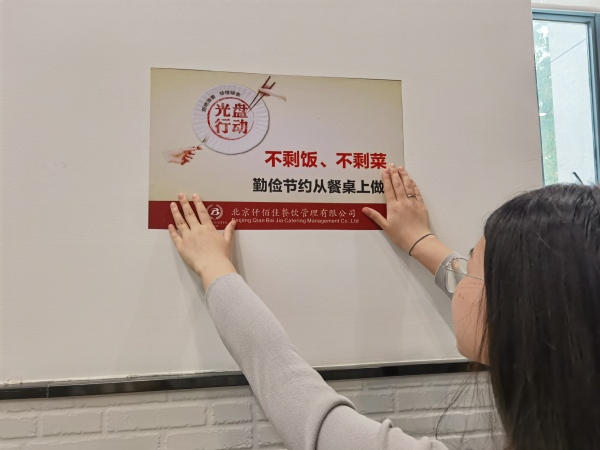 光盘
行动
不剩饭、不剩菜
勤俭节约从餐桌上做
北京仟佰佳餐饮管理有限公司
Beijing Qian Bai Jia Catering Management Co.,Ltd